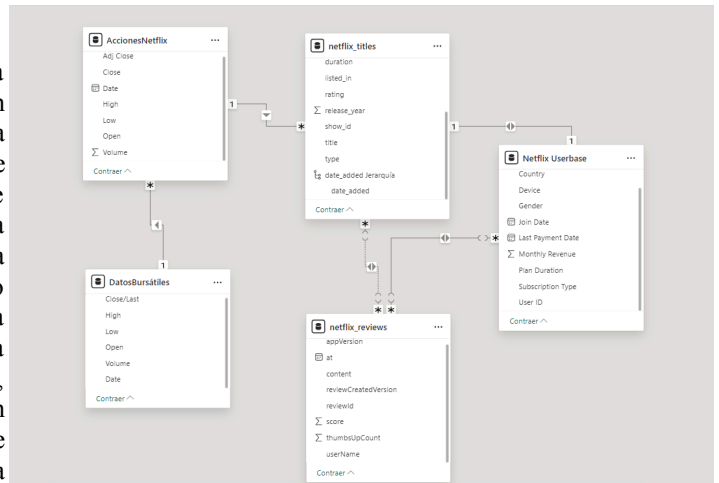 AccionesNetflix
Adj Close
Close
Date
High
Low
Open
Volume
Contraer
1
*
*
1
netflix_titles
duration
listed_in
rating
release_year
show_id
title
type
date_added Jerarquía
date_added
Contraer
1
1
*
*
Netflix Userbase
Country
Device
Gender
Join Date
Last Payment Date
Monthly Revenue
Plan Duration
Subscription Type
User ID
Contraer
*
*
DatosBursátiles
Close/Last
High
Low
Open
Volume
Date
Contraer
netflix_reviews
appVersion
at
content
reviewCreatedVersion
reviewId
score
thumbsUpCount
userName
Contraer